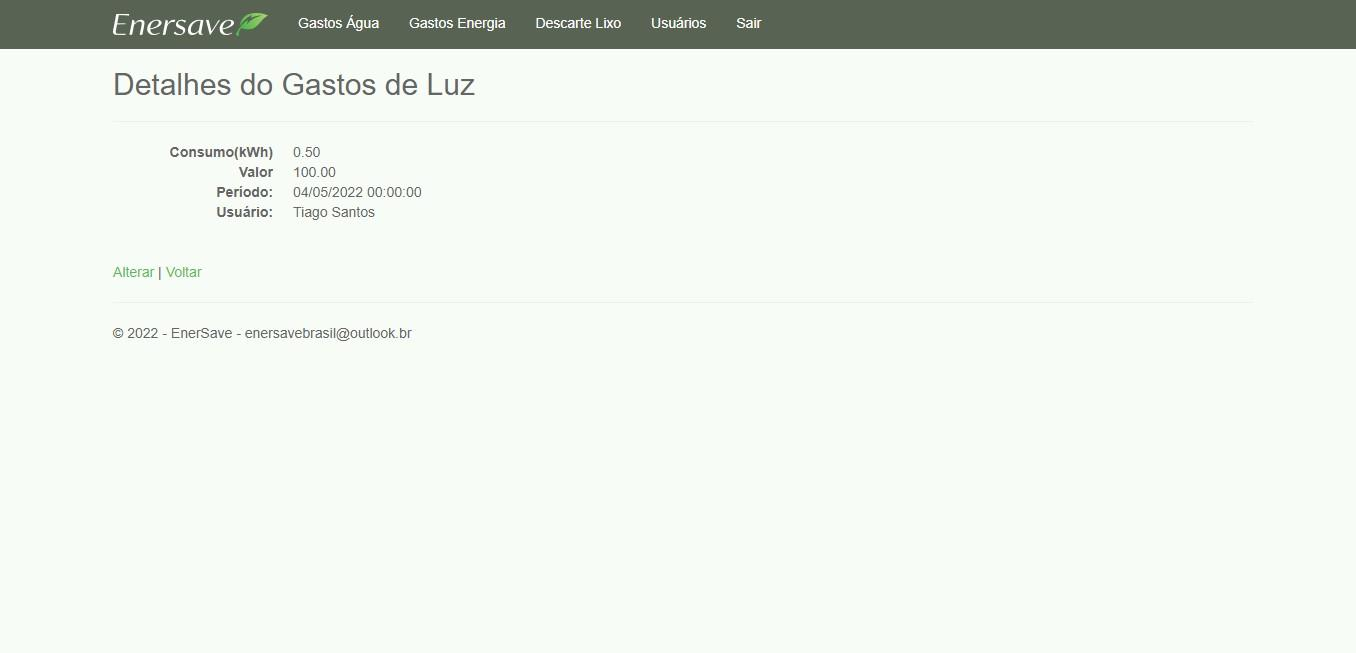 Enersave Gastos Água Gastos Energia Descarte Lixo Usuários Sair
Detalhes do Gastos de Luz
Consumo(kWh) 0.50
Valor 100.00
Período: 04/05/2022 00:00:00
Usuário: Tiago Santos
Alterar | Voltar
© 2022 - EnerSave - enersavebrasil@outlook.br